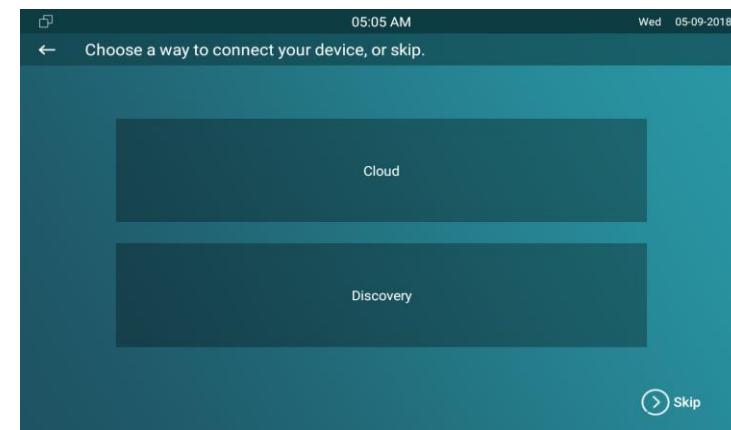 05:05 AM Wed 05-09-2018
Choose a way to connect your device, or skip.
Cloud
Discovery
Skip